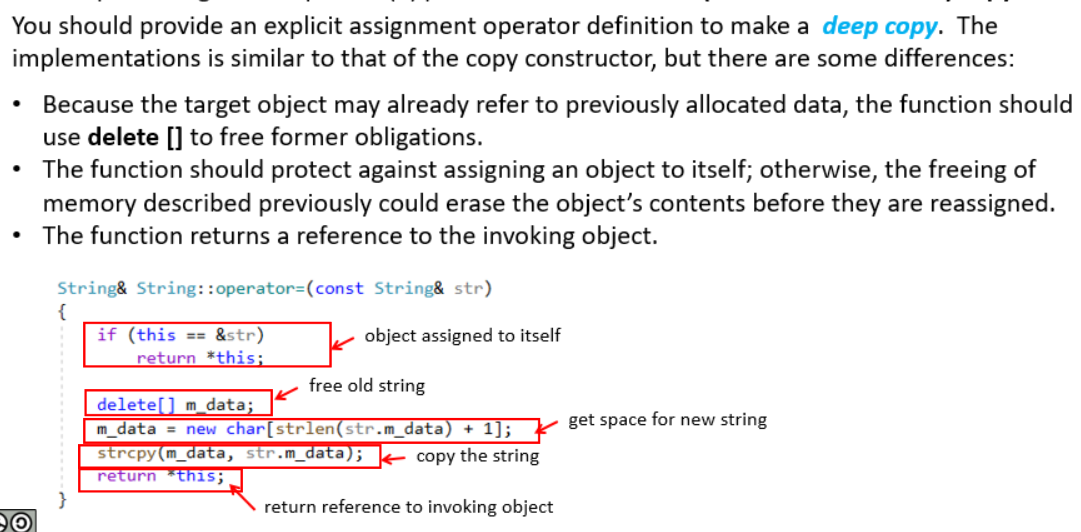 You should provide an explicit assignment operator definition to make a deep copy. The
implementations is similar to that of the copy constructor, but there are some differences:
• Because the target object may already refer to previously allocated data, the function should
use delete [] to free former obligations.
• The function should protect against assigning an object to itself; otherwise, the freeing of
memory described previously could erase the object's contents before they are reassigned.
• The function returns a reference to the invoking object.
String& String::operator=(const String& str)
{
if (this == &str)
object assigned to itself
return *this;
free old string
delete[] m_data;
get space for new string
m_data = new char[strlen(str.m_data) + 1];
strcpy(m_data, str.m_data);
copy the string
return *this;
}
return reference to invoking object